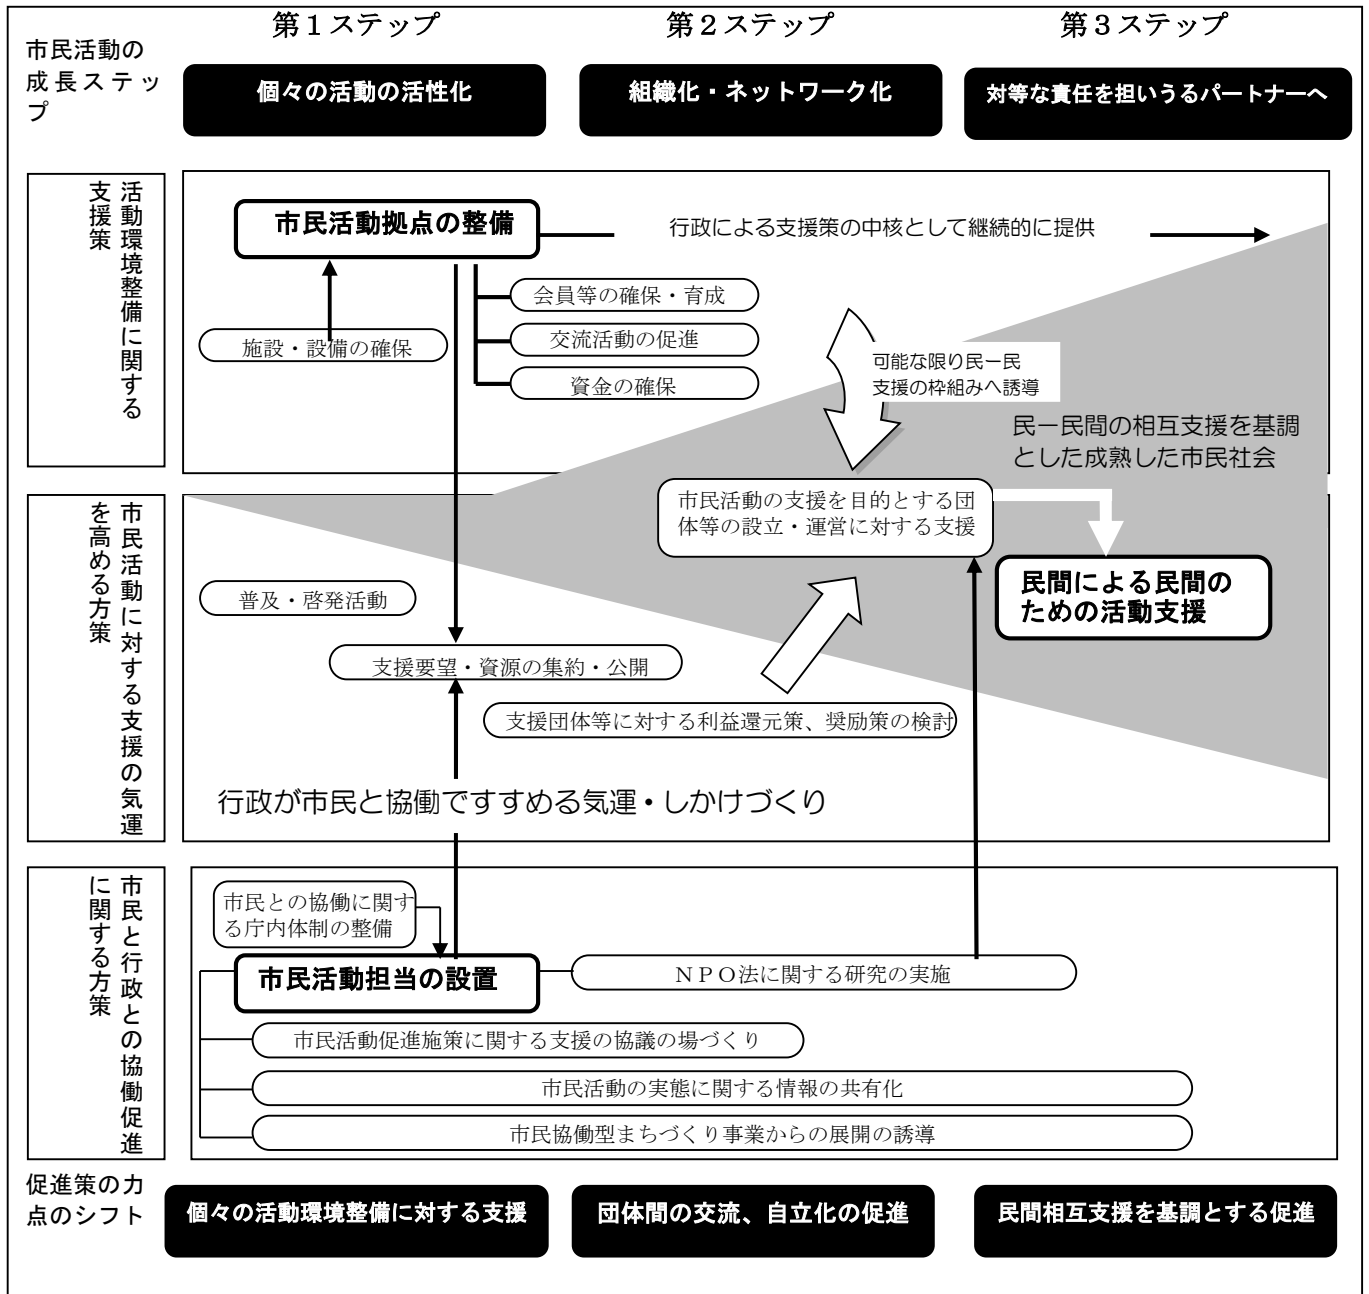 第１ステップ
第２ステップ
第３ステップ
市民活動の
成長ステッ
プ
個々の活動の活性化
組織化・ネットワーク化
対等な責任を担いうるパートナーへ
活動環境整備に関する
支援策
市民活動拠点の整備
行政による支援策の中核として継続的に提供
会員等の確保・育成
交流活動の促進
資金の確保
施設・設備の確保
可能な限り民ー民
支援の枠組みへ誘導
民ー民間の相互支援を基調
とした成熟した市民社会
市民活動に対する支援の気運
を高める方策
市民活動の支援を目的とする団
体等の設立・運営に対する支援
民間による民間の
ための活動支援
普及・啓発活動
支援要望・資源の集約・公開
支援団体等に対する利益還元策、奨励策の検討
行政が市民と協働ですすめる気運・しかけづくり
市民と行政との協働促進
に関する方策
市民との協働に関す
る庁内体制の整備
市民活動担当の設置
ＮＰＯ法に関する研究の実施
市民活動促進施策に関する支援の協議の場づくり
市民活動の実態に関する情報の共有化
市民協働型まちづくり事業からの展開の誘導
促進策の力
点のシフト
個々の活動環境整備に対する支援
団体間の交流、自立化の促進
民間相互支援を基調とする促進